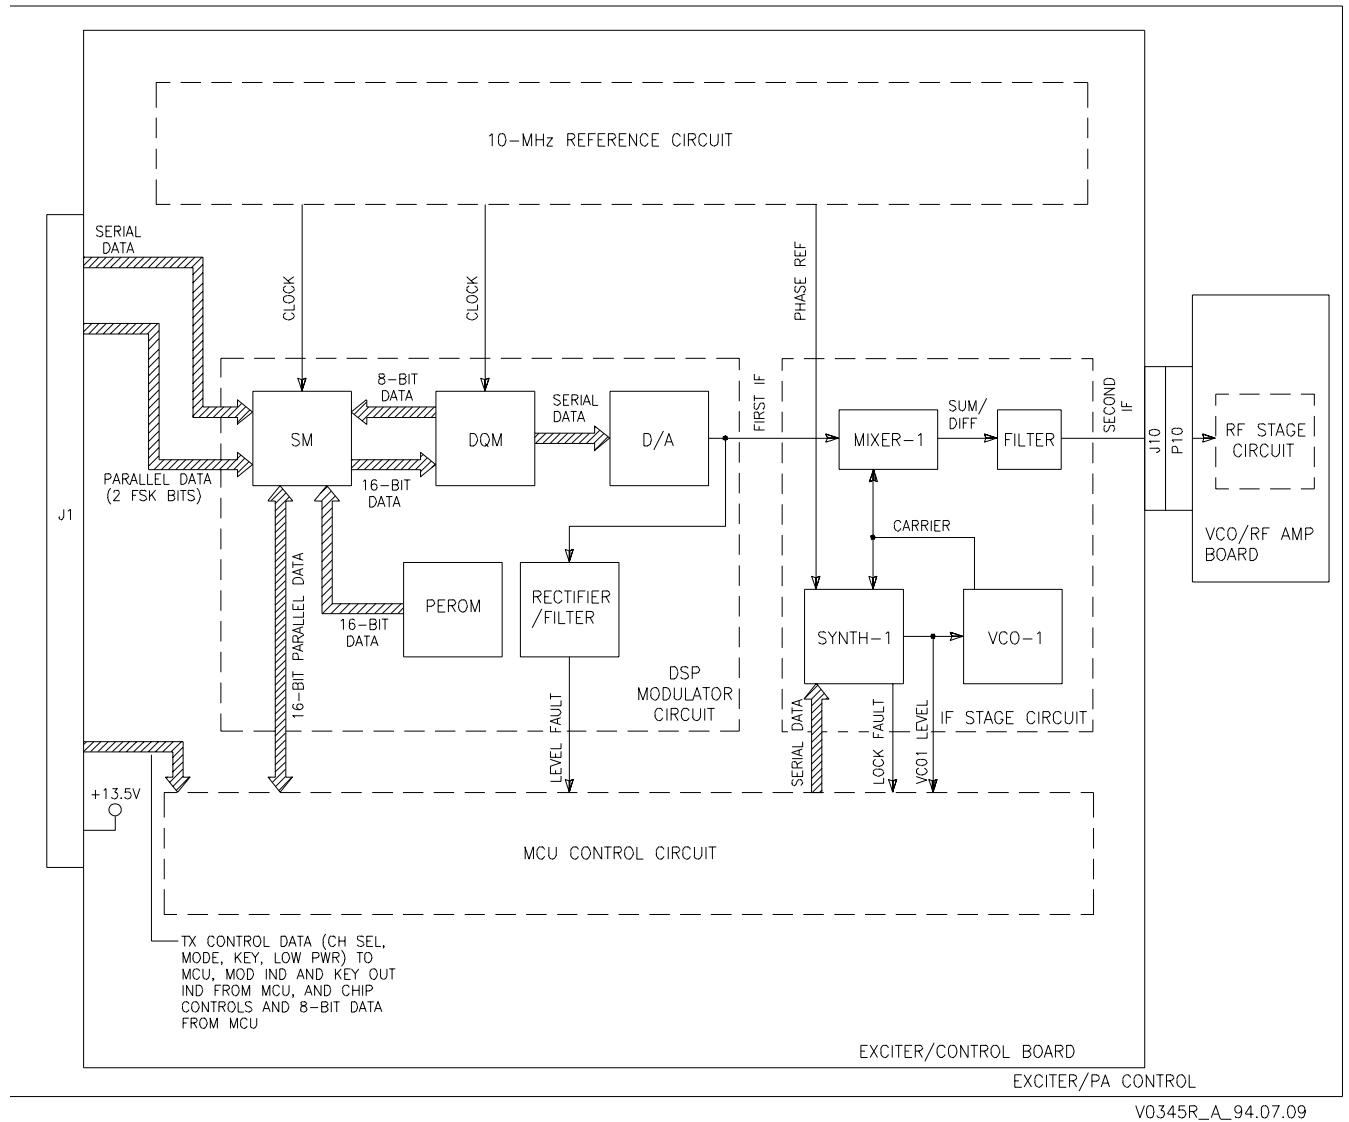 10-MHz REFERENCE CIRCUIT
SERIAL
DATA
CLOCK
CLOCK
PHASE REF
8-BIT
DATA
SERIAL
DATA
FIRST IF
SUM/
DIFF
SECOND
IF
SM
DQM
D/A
MIXER-1
FILTER
J10
P10
RF STAGE
CIRCUIT
PARALLEL DATA
(2 FSK BITS)
16-BIT
DATA
J1
CARRIER
VCO/RF AMP
BOARD
16-BIT PARALLEL DATA
PEROM
16-BIT
DATA
RECTIFIER
/FILTER
SYNTH-1
VCO-1
DSP
MODULATOR
CIRCUIT
IF STAGE CIRCUIT
LEVEL FAULT
SERIAL DATA
LOCK FAULT
VCO1 LEVEL
+13.5V
MCU CONTROL CIRCUIT
TX CONTROL DATA (CH SEL,
MODE, KEY, LOW PWR) TO
MCU, MOD IND AND KEY OUT
IND FROM MCU, AND CHIP
CONTROLS AND 8-BIT DATA
FROM MCU
EXCITER/CONTROL BOARD
EXCITER/PA CONTROL
V0345R_A_94.07.09